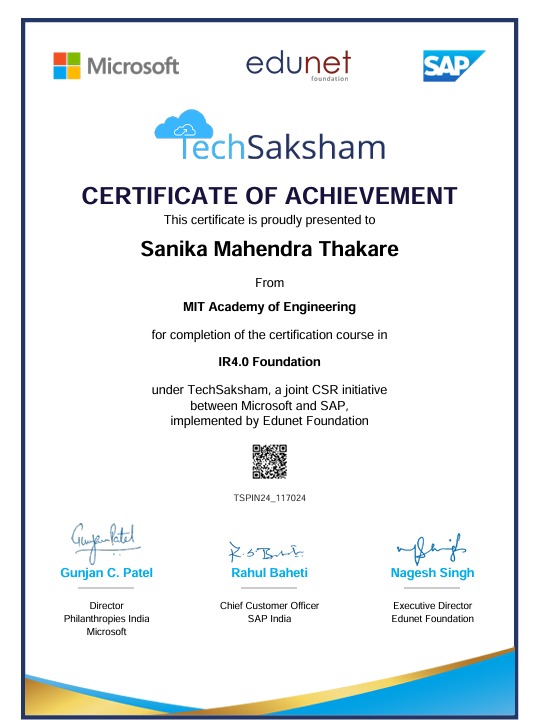 Microsoft
edunet
foundation
SAP
TechSaksham
CERTIFICATE OF ACHIEVEMENT
This certificate is proudly presented to
Sanika Mahendra Thakare
From
MIT Academy of Engineering
for completion of the certification course in
IR4.0 Foundation
under TechSaksham, a joint CSR initiative
between Microsoft and SAP,
implemented by Edunet Foundation
TSPIN24_117024
Gunjan Patel
Gunjan C. Patel
Director
Philanthropies India
Microsoft
Rahul Baheti
Chief Customer Officer
SAP India
Nagesh Singh
Executive Director
Edunet Foundation